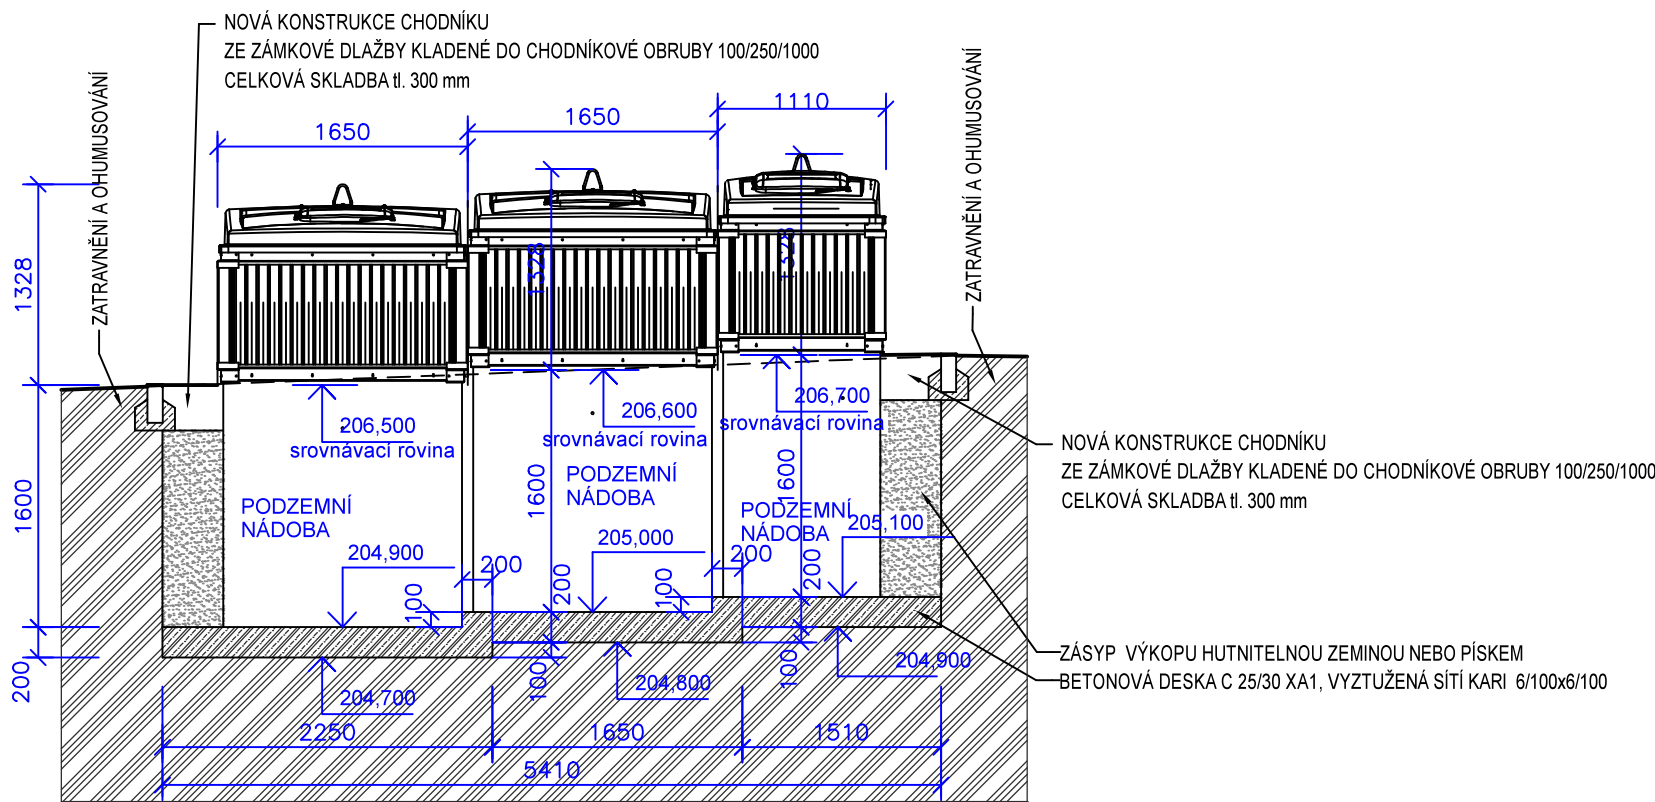 NOVÁ KONSTRUKCE CHODNÍKU
ZE ZÁMKOVÉ DLAŽBY KLADENÉ DO CHODNÍKOVÉ OBRUBY 100/250/1000
CELKOVÁ SKLADBA tl. 300 mm
ZATRAVNĚNÍ A OHUMUSOVÁNÍ
ZATRAVNĚNÍ A OHUMUSOVÁNÍ
1650
1650
1110
1328
1328
1328
206,500
srovnávací rovina
206,600
srovnávací rovina
206,700
srovnávací rovina
NOVÁ KONSTRUKCE CHODNÍKU
ZE ZÁMKOVÉ DLAŽBY KLADENÉ DO CHODNÍKOVÉ OBRUBY 100/250/1000
CELKOVÁ SKLADBA tl. 300 mm
1600
1600
1600
PODZEMNÍ
NÁDOBA
PODZEMNÍ
NÁDOBA
PODZEMNÍ
NÁDOBA
204,900
205,000
205,100
200
200
100
200
100
200
200
100
100
204,700
204,800
204,900
ZÁSYP VÝKOPU HUTNITELNOU ZEMINOU NEBO PÍSKEM
BETONOVÁ DESKA C 25/30 XA1, VYZTUŽENÁ SÍTÍ KARI 6/100x6/100
2250
1650
1510
5410